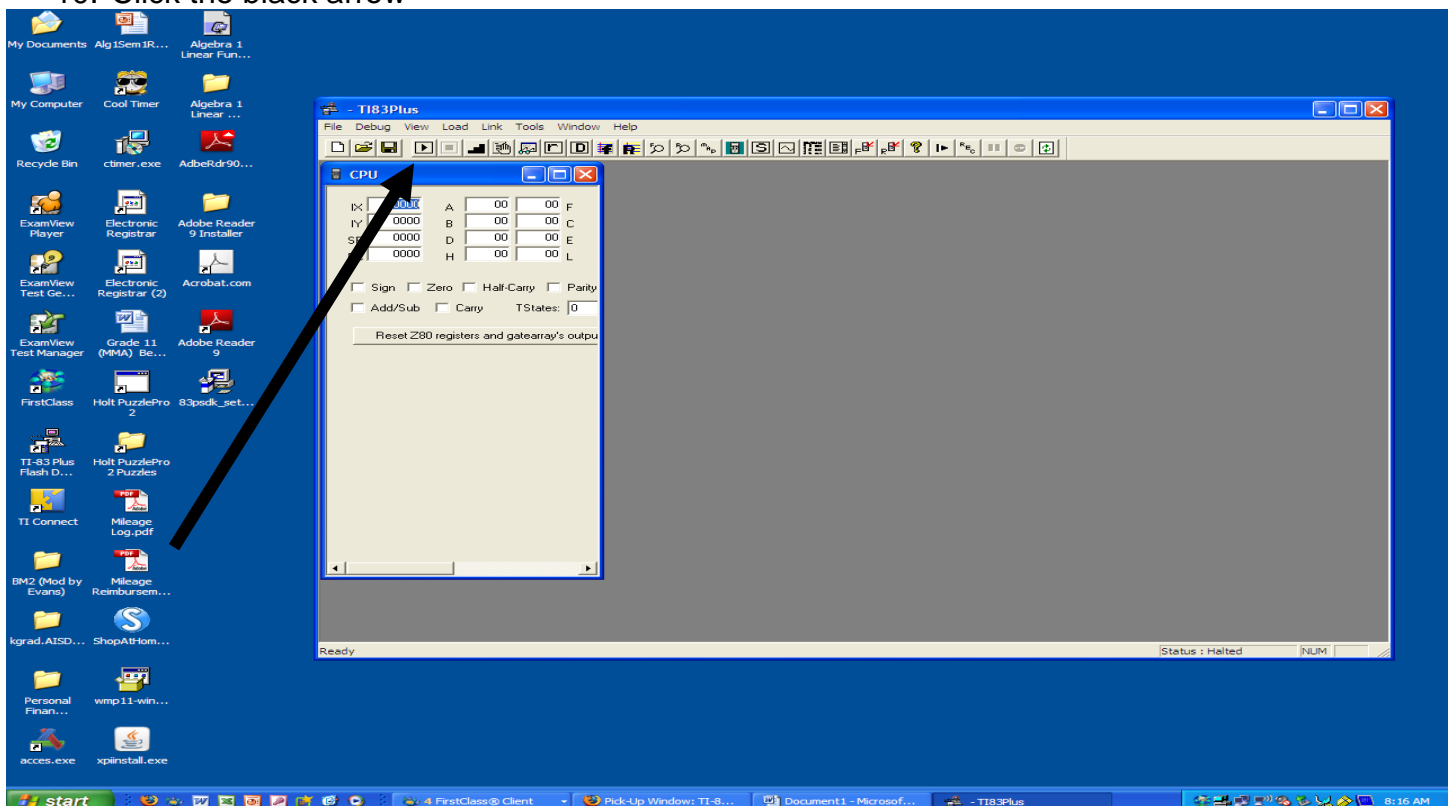 10. Click the black arrow
My Documents
Alg1Sem1R...
Algebra 1
Linear Fun...
My Computer
Cool Timer
Algebra 1
Linear ...
Recycle Bin
ctimer.exe
AdbeRdr90...
ExamView
Player
Electronic
Registrar
Adobe Reader
9 Installer
ExamView
Test Ge...
Electronic
Registrar (2)
Acrobat.com
ExamView
Test Manager
Grade 11
(MMA) Be...
Adobe Reader
9
FirstClass
Holt PuzzlePro
2
83psdk_set...
TI-83 Plus
Flash D...
Holt PuzzlePro
2 Puzzles
TI Connect
Mileage
Log.pdf
BM2 (Mod by
Evans)
Mileage
Reimbursem...
kgrad.AISD...
ShopAtHom...
Personal
Finan...
wmp11-win...
acces.exe
xpiinstall.exe
- TI83Plus
File Debug View Load Link Tools Window Help
CPU
IX 0000 A 00 00 F
IY 0000 B 00 00 C
0000 D 00 00 E
0000 H 00 00 L
Sign Zero Half-Carry Parity
Add/Sub Carry TStates: 0
Reset Z80 registers and gatearray's outpu
Ready
Status : Halted
NUM
start
4 FirstClass® Client
Pick-Up Window: TI-8...
Document1 - Microsof...
- TI83Plus
8:16 AM